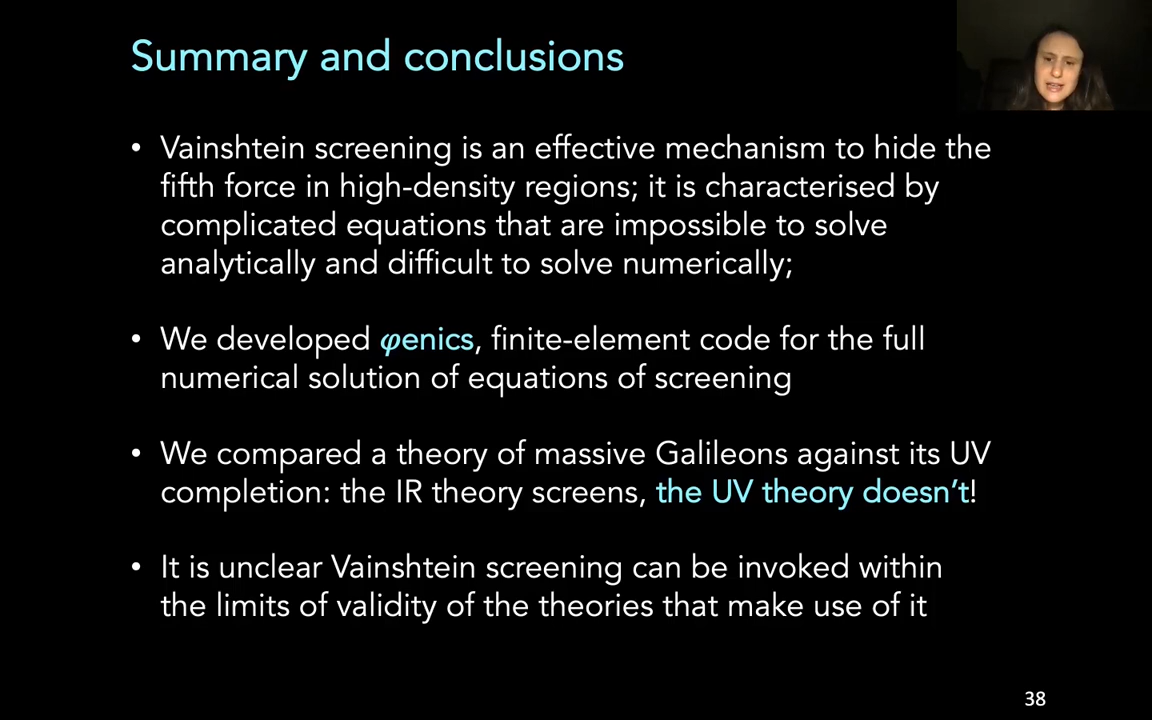 Summary and conclusions
• Vainshtein screening is an effective mechanism to hide the
fifth force in high-density regions; it is characterised by
complicated equations that are impossible to solve
analytically and difficult to solve numerically;
• We developed φenics, finite-element code for the full
numerical solution of equations of screening
• We compared a theory of massive Galileons against its UV
completion: the IR theory screens, the UV theory doesn’t!
• It is unclear Vainshtein screening can be invoked within
the limits of validity of the theories that make use of it
38